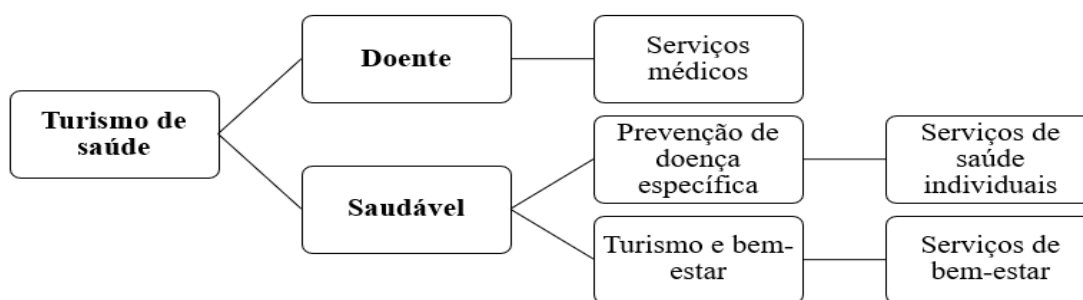 Turismo de
saúde
Doente
Serviços
médicos
Saudável
Prevenção de
doença
específica
Serviços de
saúde
individuais
Turismo e bem-
estar
Serviços de
bem-estar